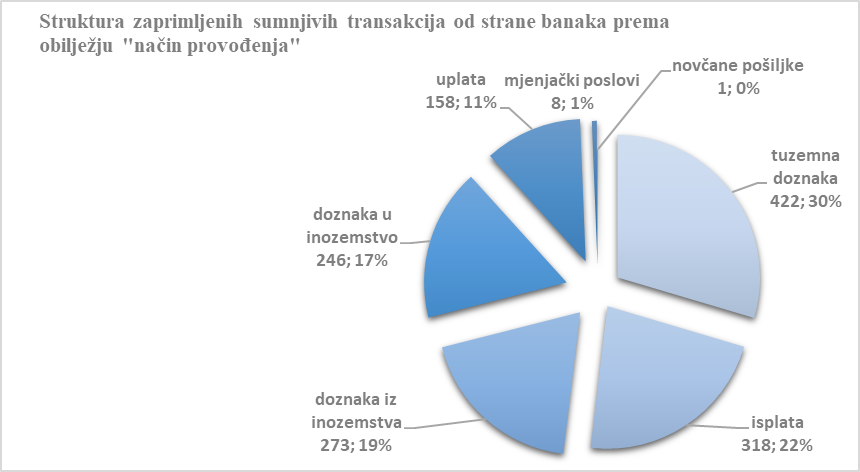 Struktura zaprimljenih sumnjivih transakcija od strane banaka prema
obilježju "način provođenja"
novčane pošiljke
1; 0%
mjenjački poslovi
8; 1%
uplata
158; 11%
tuzemna
doznaka
422; 30%
doznaka u
inozemstvo
246; 17%
doznaka iz
inozemstva
273; 19%
isplata
318; 22%